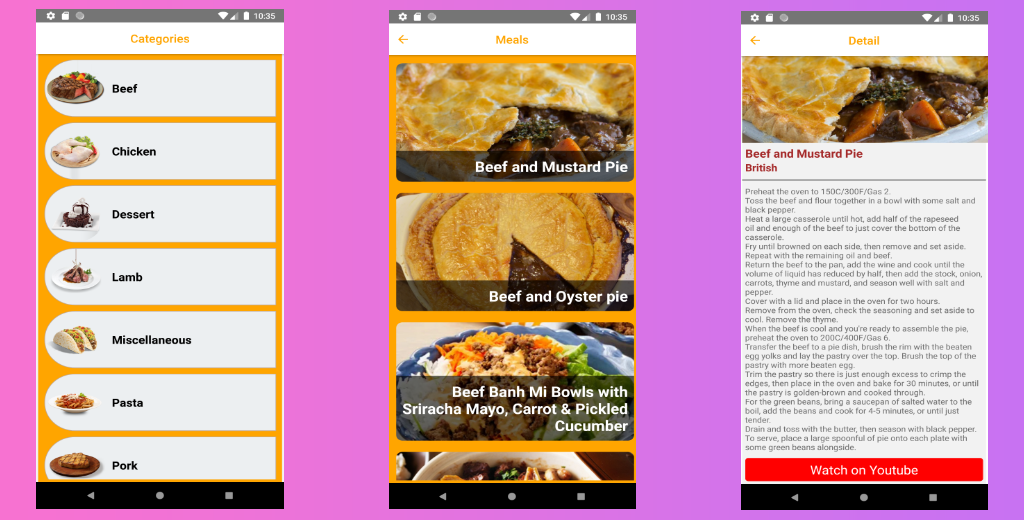 10:35
Categories
Beef
Chicken
Dessert
Lamb
Miscellaneous
Pasta
Pork
10:35
Meals
Beef and Mustard Pie
Beef and Oyster pie
Beef Banh Mi Bowls with
Sriracha Mayo, Carrot & Pickled
Cucumber
10:35
Detail
Beef and Mustard Pie
British
Preheat the oven to 150C/300F/Gas 2.
Toss the beef and flour together in a bowl with some salt and
black pepper.
Heat a large casserole until hot, add half of the rapeseed
oil and enough of the beef to just cover the bottom of the
casserole.
Fry until browned on each side, then remove and set aside.
Repeat with the remaining oil and beef.
Return the beef to the pan, add the wine and cook until the
volume of liquid has reduced by half, then add the stock, onion,
carrots, thyme and mustard, and season well with salt and
pepper.
Cover with a lid and place in the oven for two hours.
Remove from the oven, check the seasoning and set aside to
cool. Remove the thyme.
When the beef is cool and you're ready to assemble the pie,
preheat the oven to 200C/400F/Gas 6.
Transfer the beef to a pie dish, brush the rim with the beaten
egg yolks and lay the pastry over the top. Brush the top of the
pastry with more beaten egg.
Trim the pastry so there is just enough excess to crimp the
edges, then place in the oven and bake for 30 minutes, or until
the pastry is golden-brown and cooked through.
For the green beans, bring a saucepan of salted water to the
boil, add the beans and cook for 4-5 minutes, or until just
tender.
Drain and toss with the butter, then season with black pepper.
To serve, place a large spoonful of pie onto each plate with
some green beans alongside.
Watch on Youtube